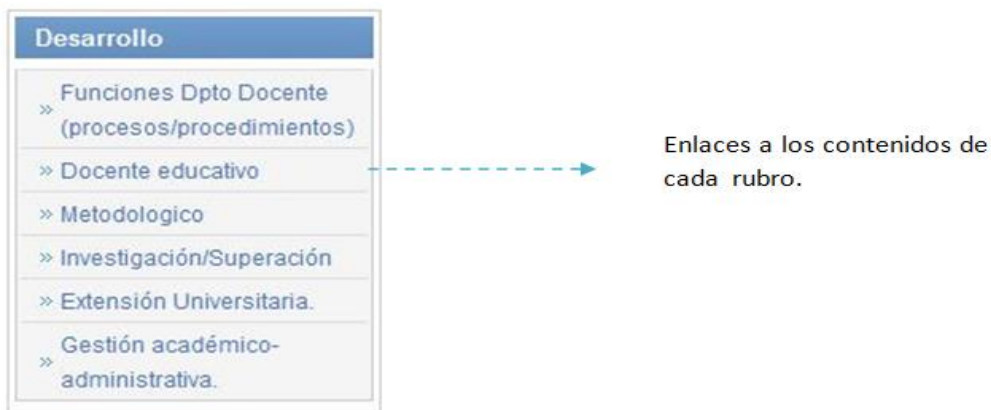 Desarrollo
» Funciones Dpto Docente
(procesos/procedimientos)
» Docente educativo
» Metodologico
» Investigación/Superación
» Extensión Universitaria.
» Gestión académico-
administrativa.
Enlaces a los contenidos de
cada rubro.